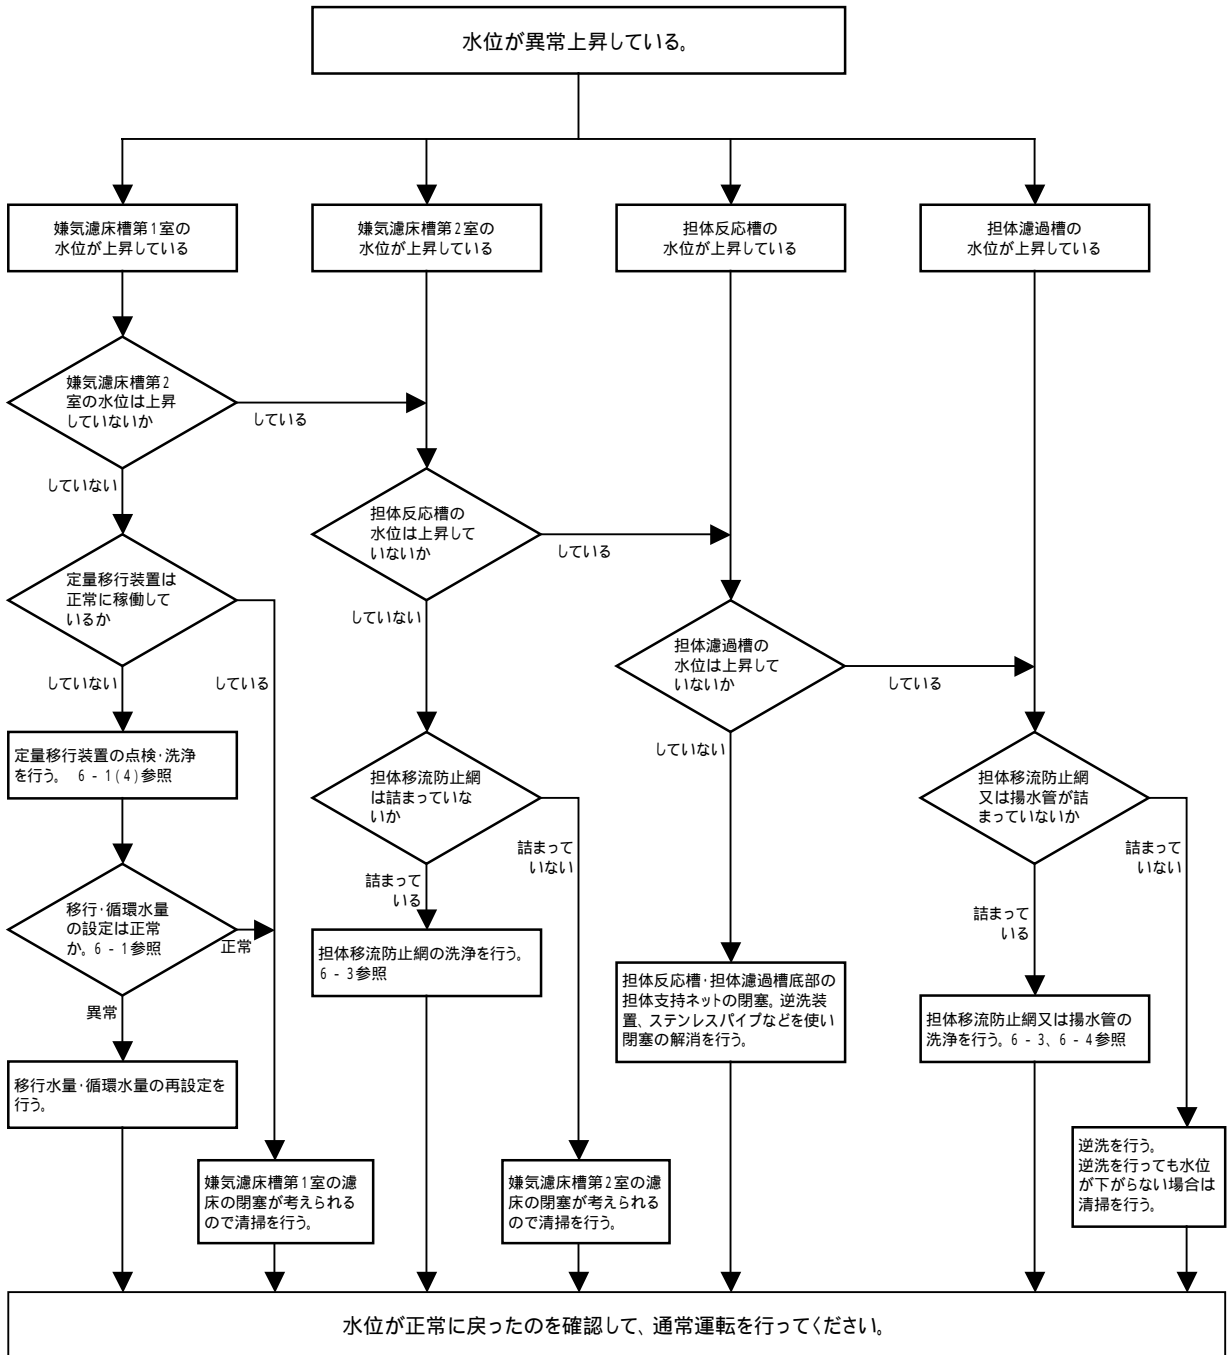 水位が異常上昇している。
嫌気濾床槽第1室の
水位が上昇している
嫌気濾床槽第2室の
水位が上昇している
担体反応槽の
水位が上昇している
担体濾過槽の
水位が上昇している
嫌気濾床槽第2
室の水位は上昇
していないか
している
していない
担体反応槽の
水位は上昇して
いないか
している
していない
定量移行装置は
正常に稼働して
いるか
していない
している
担体濾過槽の
水位は上昇して
いないか
している
していない
定量移行装置の点検・洗浄
を行う。 6-1(4)参照
担体移流防止網
は詰まっていな
いか
詰まって
いない
詰まって
いる
担体移流防止網
又は揚水管が詰
まっていないか
詰まって
いない
詰まって
いる
移行・循環水量
の設定は正常
か。6-1参照
正常
異常
担体移流防止網の洗浄を行う。
6-3参照
担体反応槽・担体濾過槽底部の
担体支持ネットの閉塞。逆洗装
置、ステンレスパイプなどを使い
閉塞の解消を行う。
担体移流防止網又は揚水管の
洗浄を行う。6-3、6-4参照
移行水量・循環水量の再設定を
行う。
嫌気濾床槽第1室の濾
床の閉塞が考えられる
ので清掃を行う。
嫌気濾床槽第2室の濾
床の閉塞が考えられる
ので清掃を行う。
逆洗を行う。
逆洗を行っても水位
が下がらない場合は
清掃を行う。
水位が正常に戻ったのを確認して、通常運転を行ってください。